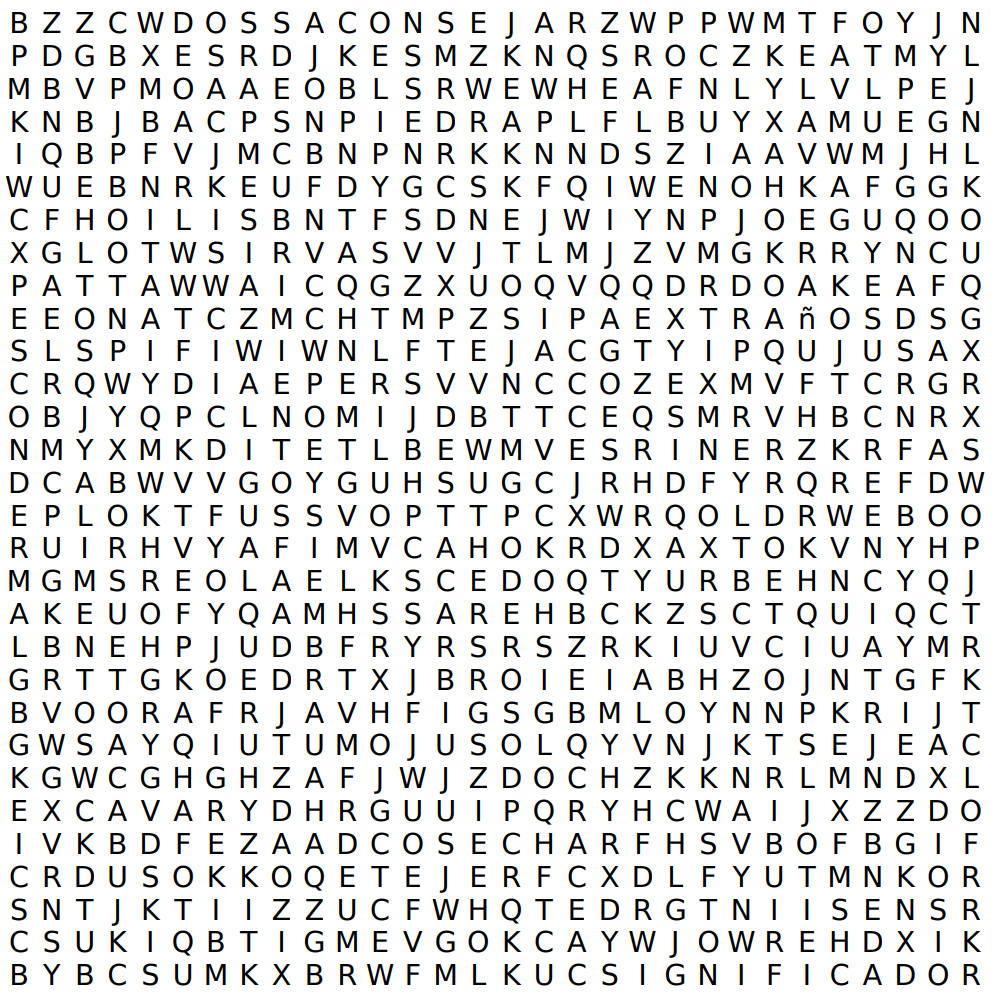 B Z Z C W D O S S A C O N S E J A R Z W P P W M T F O Y J N
P D G B X E S R D J K E S M Z K N Q S R O C Z K E A T M Y L
M B V P M O A A E O B L S R W E W H E A F N L Y L V L P E J
K N B J B A C P S N P I E D R A P L F L B U Y X A M U E G N
I Q B P F V J M C B N P N R K K N N D S Z I A A V W M J H L
W U E B N R K E U F D Y G C S K F Q I W E N O H K A F G G K
C F H O I L I S B N T F S D N E J W I Y N P J O E G U Q O O
X G L O T W S I R V A S V V J T L M J Z V M G K R R Y N C U
P A T T A W W A I C Q G Z X U O Q V Q Q D R D O A K E A F Q
E E O N A T C Z M C H T M P Z S I P A E X T R A ñ O S D S G
S L S P I F I W I W N L F T E J A C G T Y I P Q U J U S A X
C R Q W Y D I A E P E R S V V N C C O Z E X M V F T C R G R
O B J Y Q P C L N O M I J D B T T C E Q S M R V H B C N R X
N M Y X M K D I T E T L B E W M V E S R I N E R Z K R F A S
D C A B W V V G O Y G U H S U G C J R H D F Y R Q R E F D W
E P L O K T F U S S V O P T T P C X W R Q O L D R W E B O O
R U I R H V Y A F I M V C A H O K R D X A X T O K V N Y H P
M G M S R E O L A E L K S C E D O Q T Y U R B E H N C Y Q J
A K E U O F Y Q A M H S S A R E H B C K Z S C T Q U I Q C T
L B N E H P J U D B F R Y R S R S Z R K I U V C I U A Y M R
G R T T G K O E D R T X J B R O I E I A B H Z O J N T G F K
B V O O R A F R J A V H F I G S G B M L O Y N N P K R I J T
G W S A Y Q I U T U M O J U S O L Q Y V N J K T S E J E A C
K G W C G H G H Z A F J W J Z D O C H Z K K N R L M N D X L
E X C A V A R Y D H R G U U I P Q R Y H C W A I J X Z Z D O
I V K B D F E Z A A D C O S E C H A R F H S V B O F B G I F
C R D U S O K K O Q E T E J E R F C X D L F Y U T M N K O R
S N T J K T I I Z Z U C F W H Q T E D R G T N I I S E N S R
C S U K I Q B T I G M E V G O K C A Y W J O W R E H D X I K
B Y B C S U M K X B R W F M L K U C S I G N I F I C A D O R